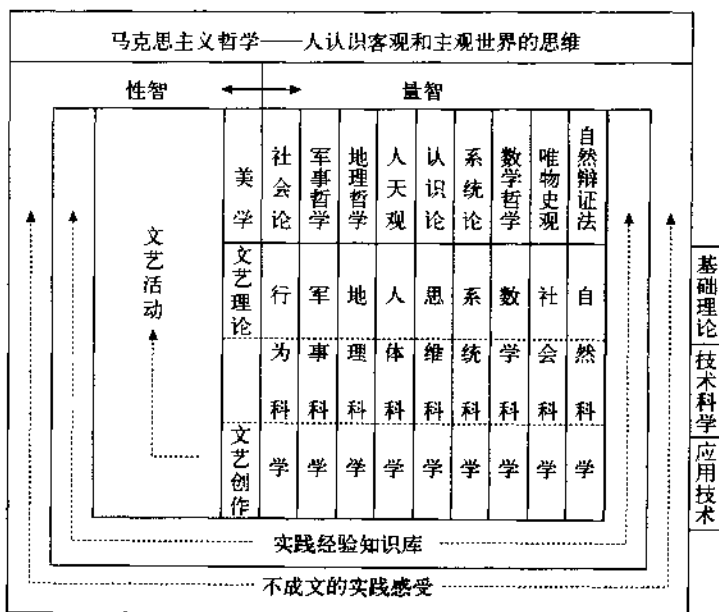 马克思主义哲学——人认识客观和主观世界的思维
性智
量智
文艺活动
美学
社会论
军事哲学
地理哲学
人天观
认识论
系统论
数学哲学
唯物史观
自然辩证法
文艺理论
文艺创作
行为科学
军事科学
地理科学
人体科学
思维科学
系统科学
数学科学
社会科学
自然科学
基础理论
技术科学
应用技术
实践经验知识库
不成文的实践感受